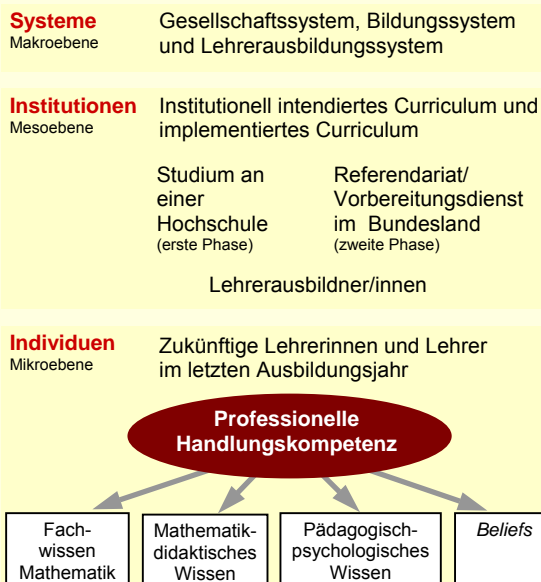 Systeme
Makroebene
Gesellschaftssystem, Bildungssystem
und Lehrerausbildungssystem
Institutionen
Mesoebene
Institutionell intendiertes Curriculum und
implementiertes Curriculum
Studium an
einer
Hochschule
(erste Phase)
Referendariat/
Vorbereitungsdienst
im Bundesland
(zweite Phase)
Lehrerausbildner/innen
Individuen
Mikroebene
Zukünftige Lehrerinnen und Lehrer
im letzten Ausbildungsjahr
Professionelle
Handlungskompetenz
Fach-
wissen
Mathematik
Mathematik-
didaktisches
Wissen
Pädagogisch-
psychologisches
Wissen
Beliefs